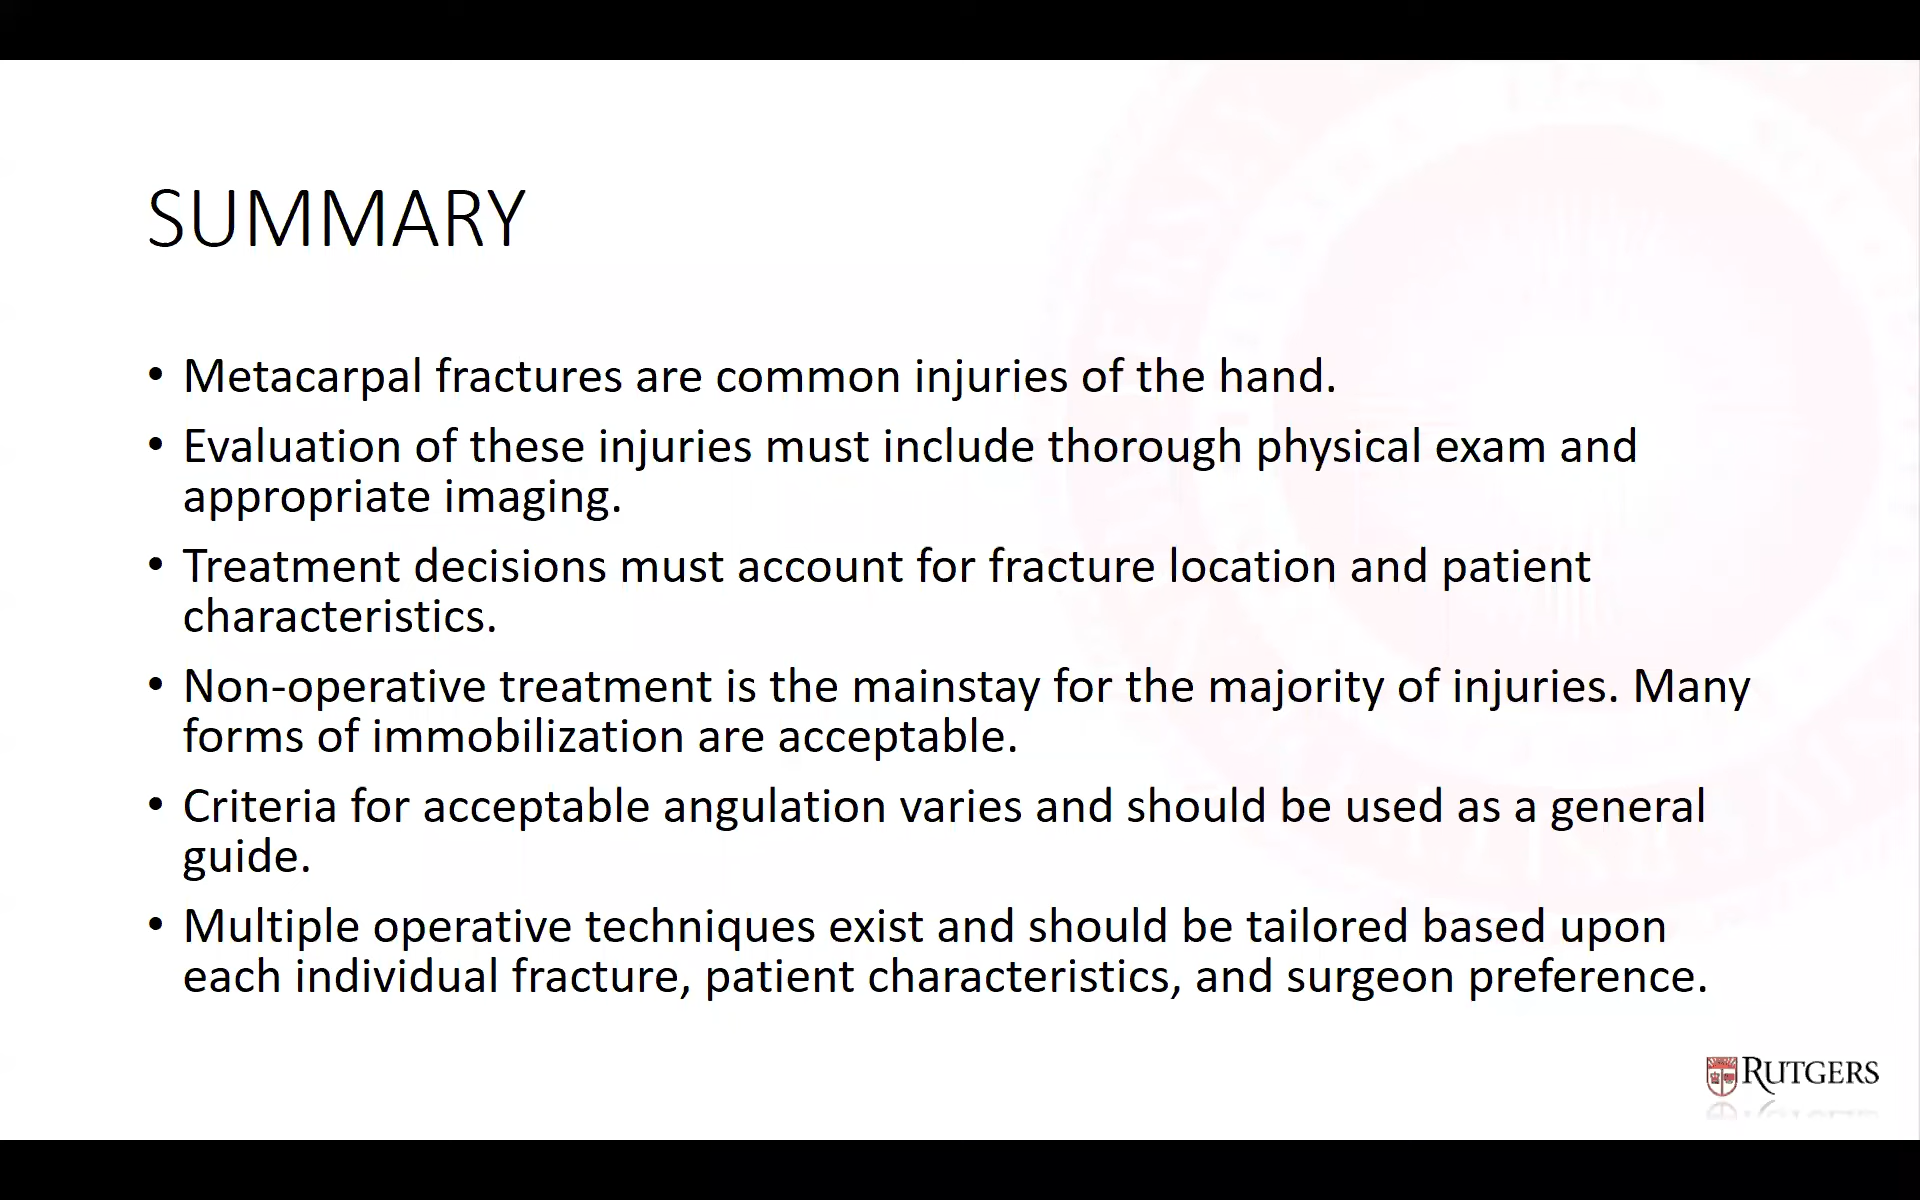 SUMMARY
• Metacarpal fractures are common injuries of the hand.
• Evaluation of these injuries must include thorough physical exam and
appropriate imaging.
• Treatment decisions must account for fracture location and patient
characteristics.
• Non-operative treatment is the mainstay for the majority of injuries. Many
forms of immobilization are acceptable.
• Criteria for acceptable angulation varies and should be used as a general
guide.
• Multiple operative techniques exist and should be tailored based upon
each individual fracture, patient characteristics, and surgeon preference.
RUTGERS